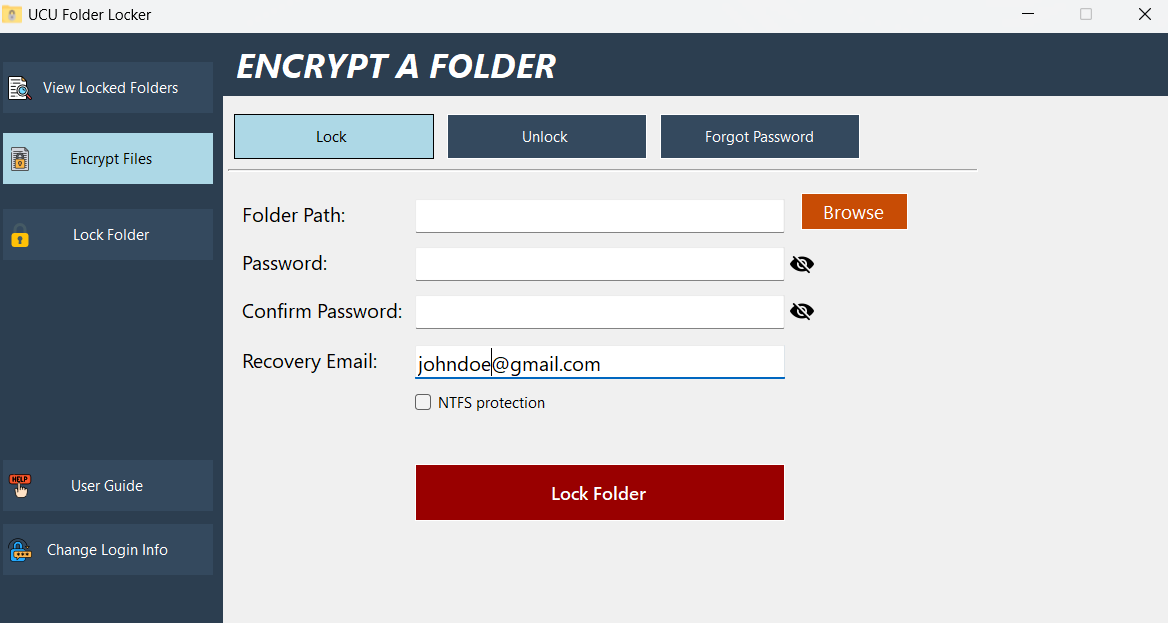 UCU Folder Locker
ENCRYPT A FOLDER
View Locked Folders
Encrypt Files
Lock Folder
HELP
User Guide
Change Login Info
Lock Unlock Forgot Password
Folder Path: Browse
Password:
Confirm Password:
Recovery Email: johndoe@gmail.com
NTFS protection
Lock Folder